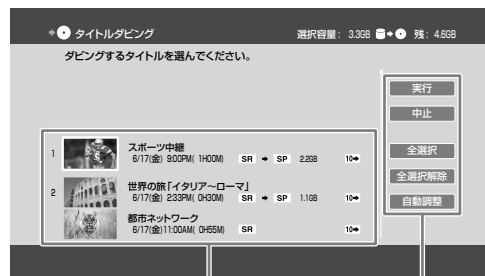 タイトルダビング 選択容量: 3.3GB 残: 4.6GB
ダビングするタイトルを選んでください。
実行
中止
全選択
全選択解除
自動調整
1 スポーツ中継
6/17(金) 9:00PM( 1H00M) SR ➡ SP 2.2GB 10➡
2 世界の旅「イタリア〜ローマ」
6/17(金) 2:33PM( 0H30M) SR ➡ SP 1.1GB 10➡
都市ネットワーク
6/17(金)11:00AM( 0H55M) SR 10➡